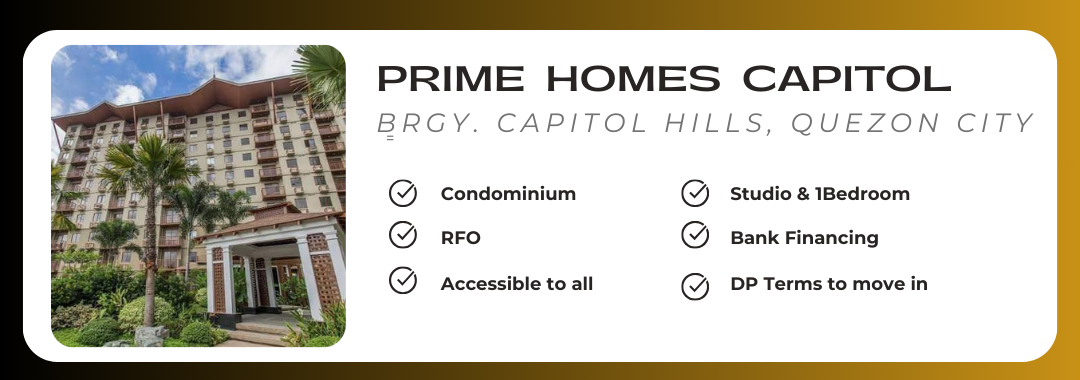 PRIME HOMES CAPITOL
BRGY. CAPITOL HILLS, QUEZON CITY
Condominium
RFO
Accessible to all
Studio & 1Bedroom
Bank Financing
DP Terms to move in